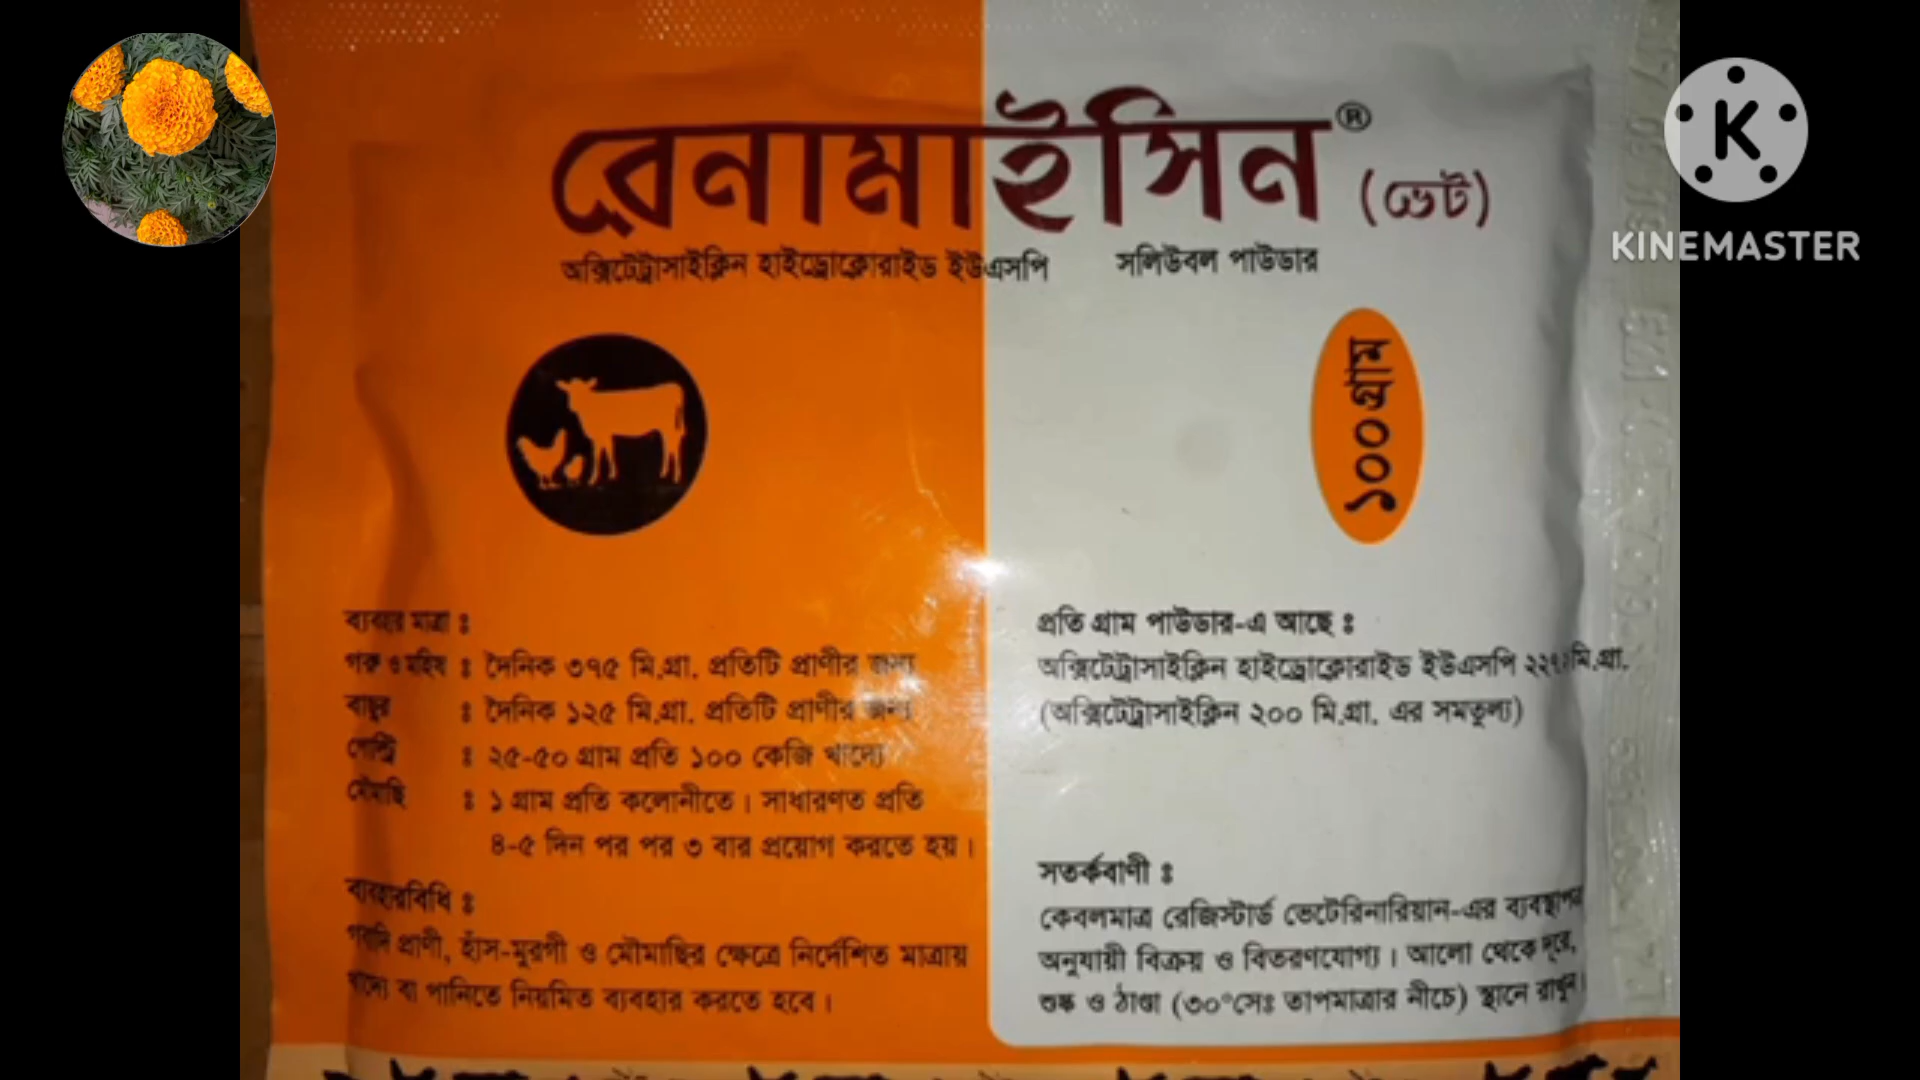 রেনামাইসিন® (ভেট)
অক্সিটেট্রাসাইক্লিন হাইড্রোক্লোরাইড ইউএসপি সলিউবল পাউডার
K
KINEMASTER
১০০ গ্রাম
ব্যবহার মাত্রা ঃ
গরু ও মহিষ ঃ দৈনিক ৩৭৫ মি.গ্রা. প্রতিটি প্রাণীর জন্য
বাছুর ঃ দৈনিক ১২৫ মি.গ্রা. প্রতিটি প্রাণীর জন্য
পোল্ট্রি ঃ ২৫-৫০ গ্রাম প্রতি ১০০ কেজি খাদ্যে
মৌমাছি ঃ ১ গ্রাম প্রতি কলোনীতে। সাধারণত প্রতি
৪-৫ দিন পর পর ৩ বার প্রয়োগ করতে হয়।
ব্যবহারবিধি ঃ
গবাদি প্রাণী, হাঁস-মুরগী ও মৌমাছির ক্ষেত্রে নির্দেশিত মাত্রায়
খাদ্যে বা পানিতে নিয়মিত ব্যবহার করতে হবে।
প্রতি গ্রাম পাউডার-এ আছে ঃ
অক্সিটেট্রাসাইক্লিন হাইড্রোক্লোরাইড ইউএসপি মি.গ্রা.
(অক্সিটেট্রাসাইক্লিন ২০০ মি.গ্রা. এর সমতুল্য)
সতর্কবাণী ঃ
কেবলমাত্র রেজিস্টার্ড ভেটেরিনারিয়ান-এর ব্যবস্থাপত্র
অনুযায়ী বিক্রয় ও বিতরণযোগ্য। আলো থেকে দূরে,
শুষ্ক ও ঠাণ্ডা (৩০°সেঃ তাপমাত্রার নীচে) স্থানে রাখুন।